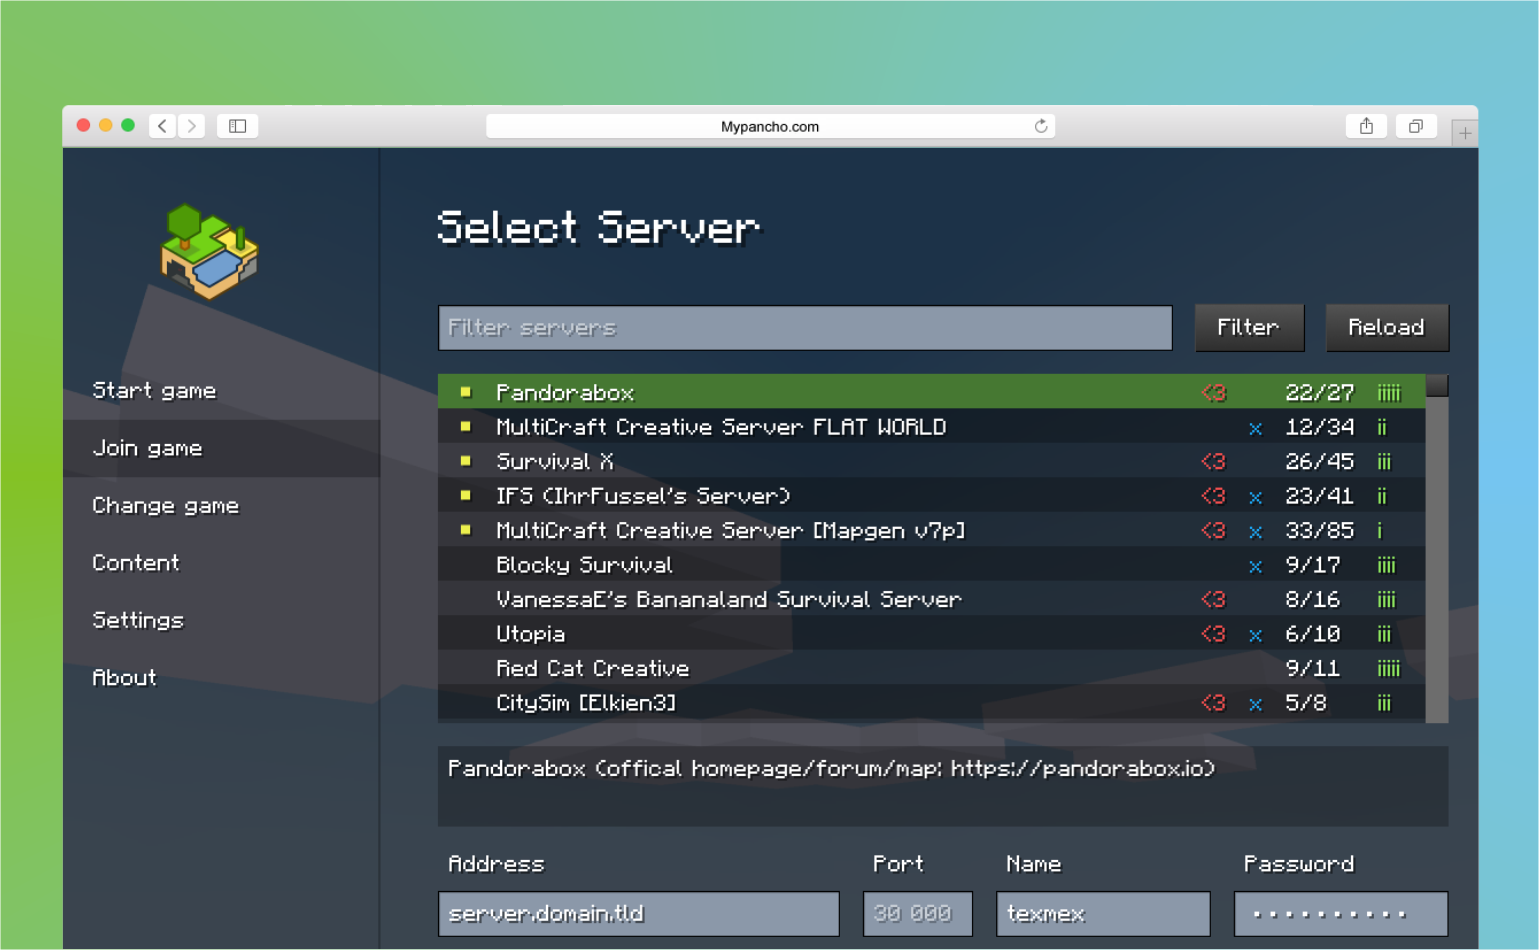 Mypancho.com
Select Server
Filter servers
Filter
Reload
Start game
Join game
Change game
Content
Settings
About
Pandorabox <3 22/27 iiiii
MultiCraft Creative Server FLAT WORLD x 12/34 ii
Survival X <3 26/45 iii
IFS (IhrFussel's Server) <3 x 23/41 ii
MultiCraft Creative Server [Mapgen v7p] <3 x 33/85 i
Blocky Survival x 9/17 iiii
VanessaE's Bananaland Survival Server <3 8/16 iiii
Utopia <3 x 6/10 iii
Red Cat Creative 9/11 iiiii
CitySim [Elkien3] <3 x 5/8 iii
Pandorabox (offical homepage/forum/map: https://pandorabox.io)
Address Port Name Password
server.domain.tld 30 000 texmex ..........